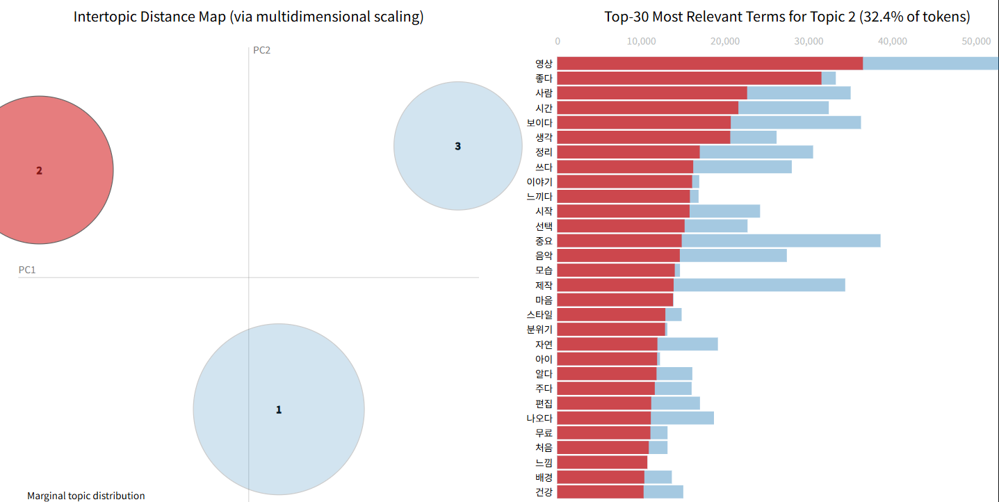 Intertopic Distance Map (via multidimensional scaling)
PC2
PC1
2
3
1
Marginal topic distribution
Top-30 Most Relevant Terms for Topic 2 (32.4% of tokens)
0 10,000 20,000 30,000 40,000 50,000
영상
좋다
사람
시간
보이다
생각
정리
쓰다
이야기
느끼다
시작
선택
중요
음악
모습
제작
마음
스타일
분위기
자연
아이
알다
주다
편집
나오다
무료
처음
느낌
배경
건강